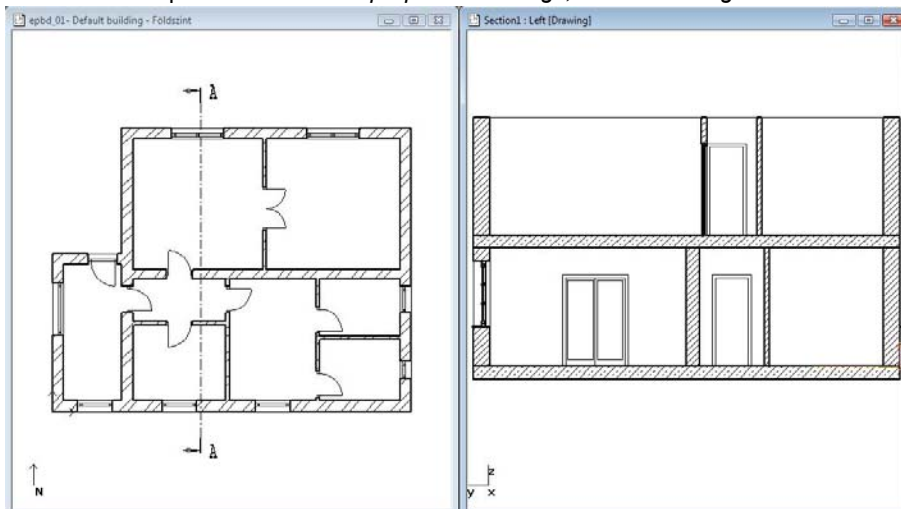 epbd_01- Default building - Földszint
A
A
N
Section1 : Left [Drawing]
z
y x